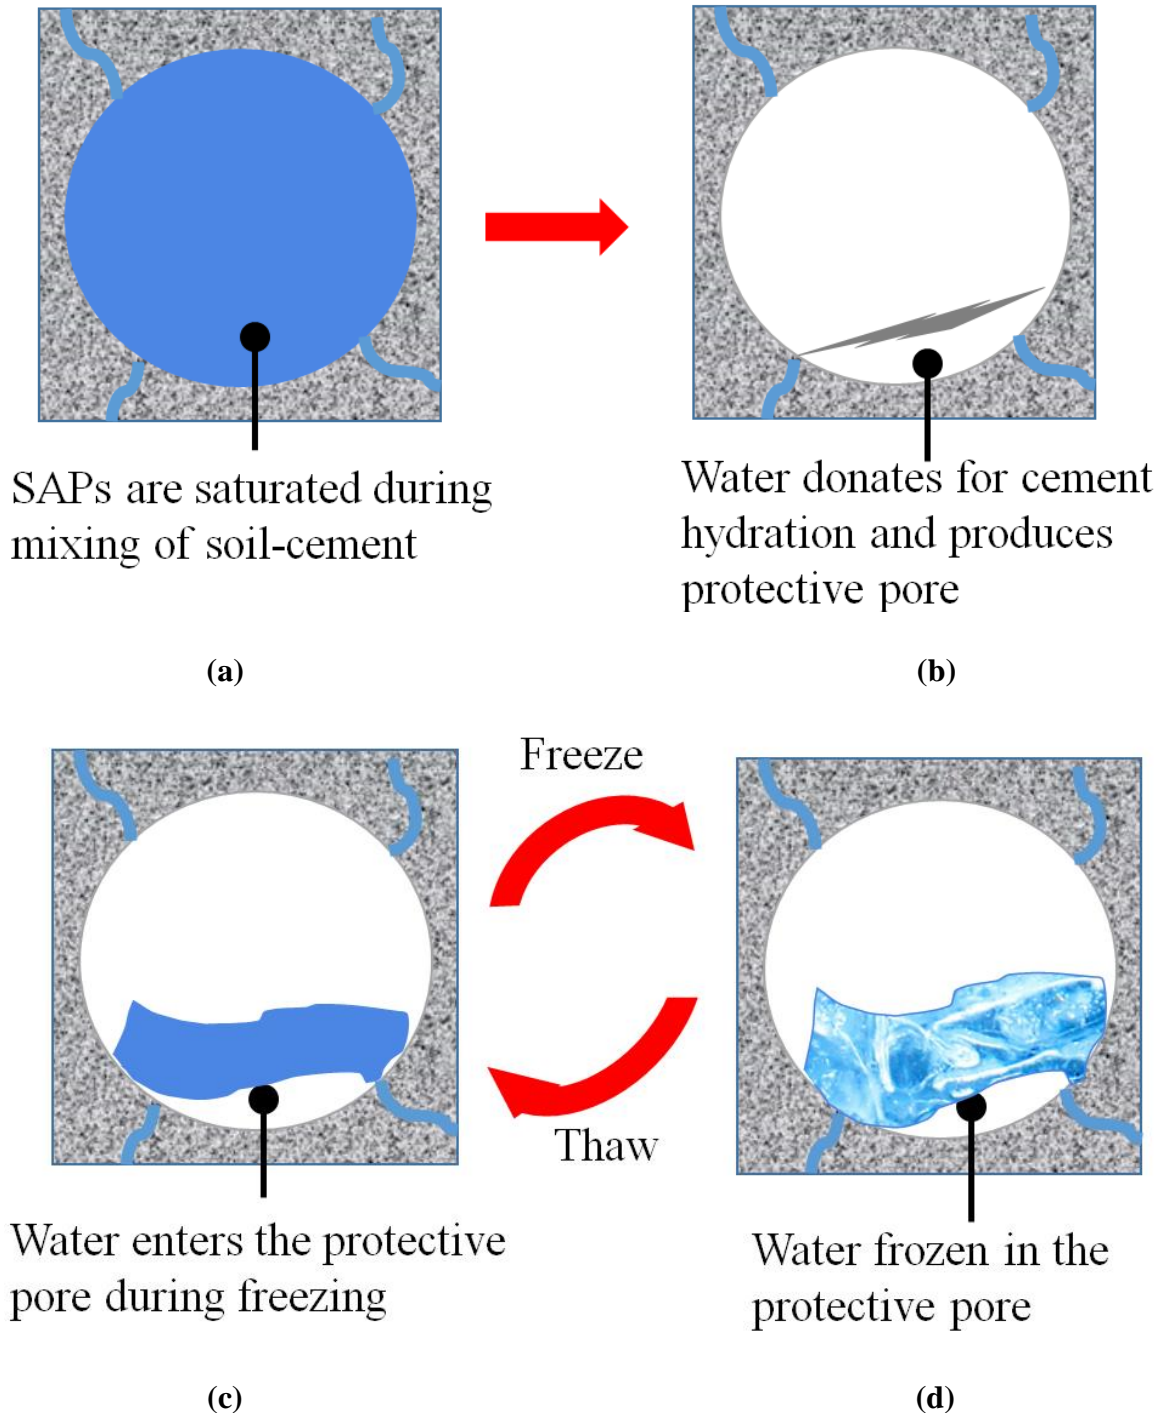 SAPs are saturated during
mixing of soil-cement
Water donates for cement
hydration and produces
protective pore
(a)
(b)
Freeze
Thaw
Water enters the protective
pore during freezing
Water frozen in the
protective pore
(c)
(d)